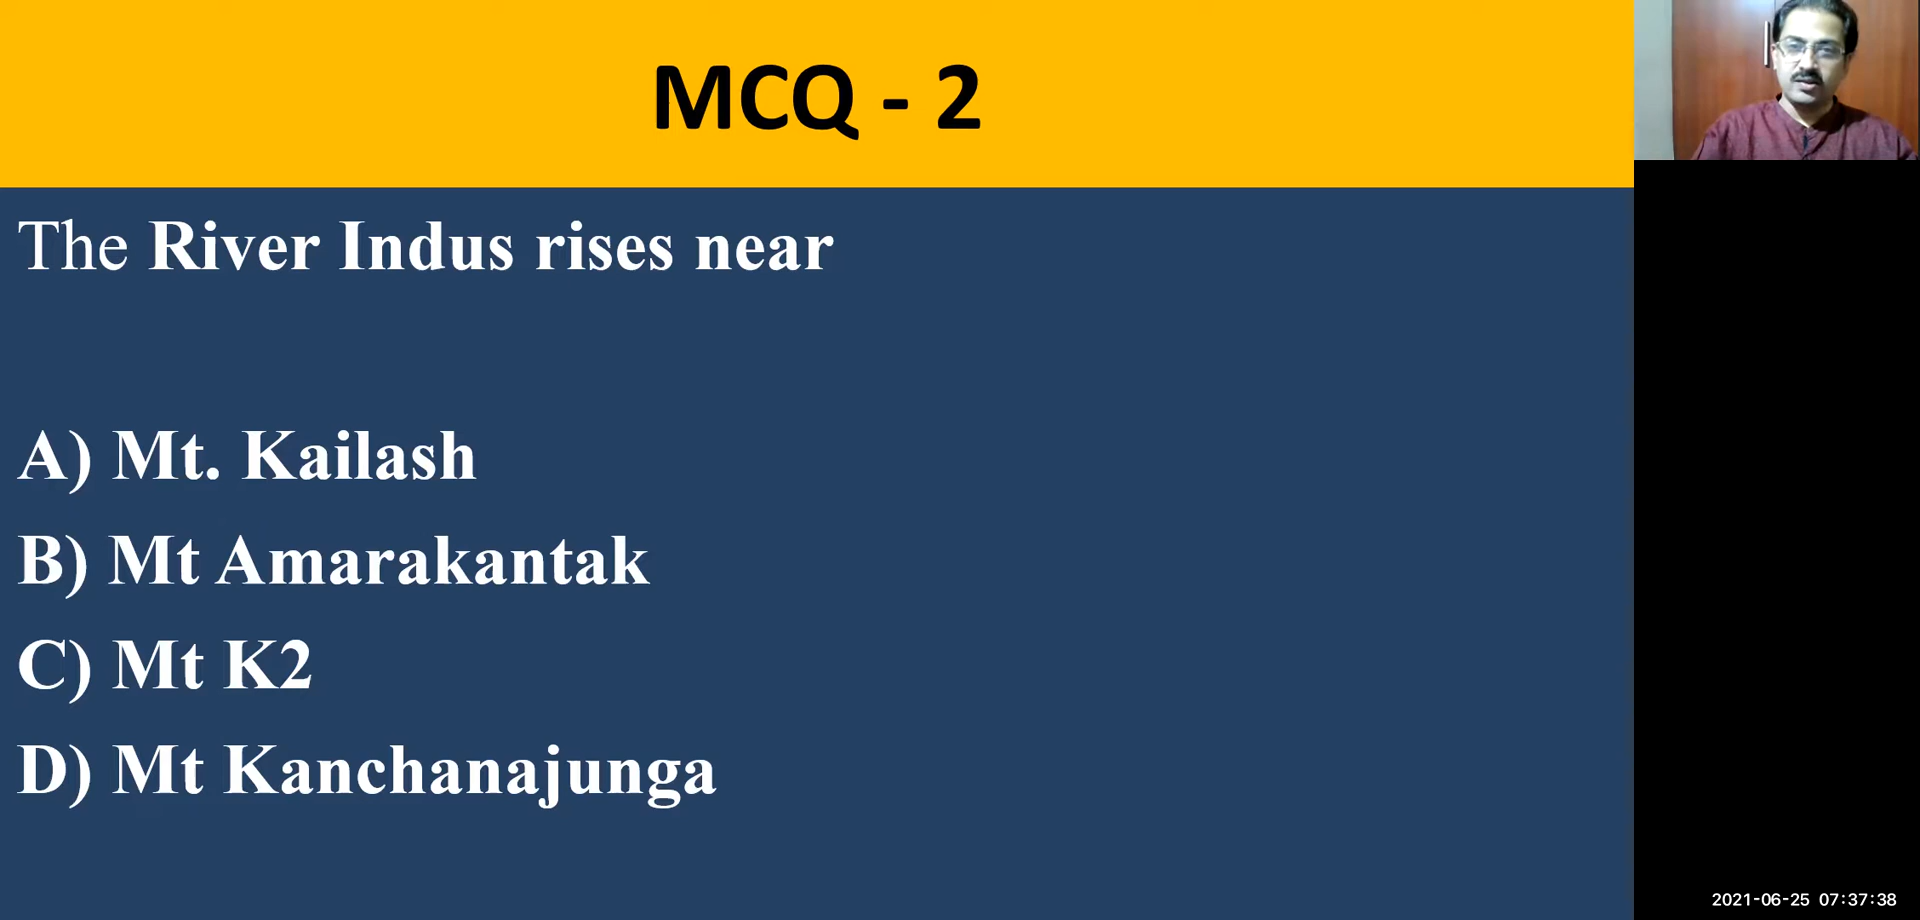 MCQ - 2
The River Indus rises near
A) Mt. Kailash
B) Mt Amarakantak
C) Mt K2
D) Mt Kanchanajunga
2021-06-25 07:37:38